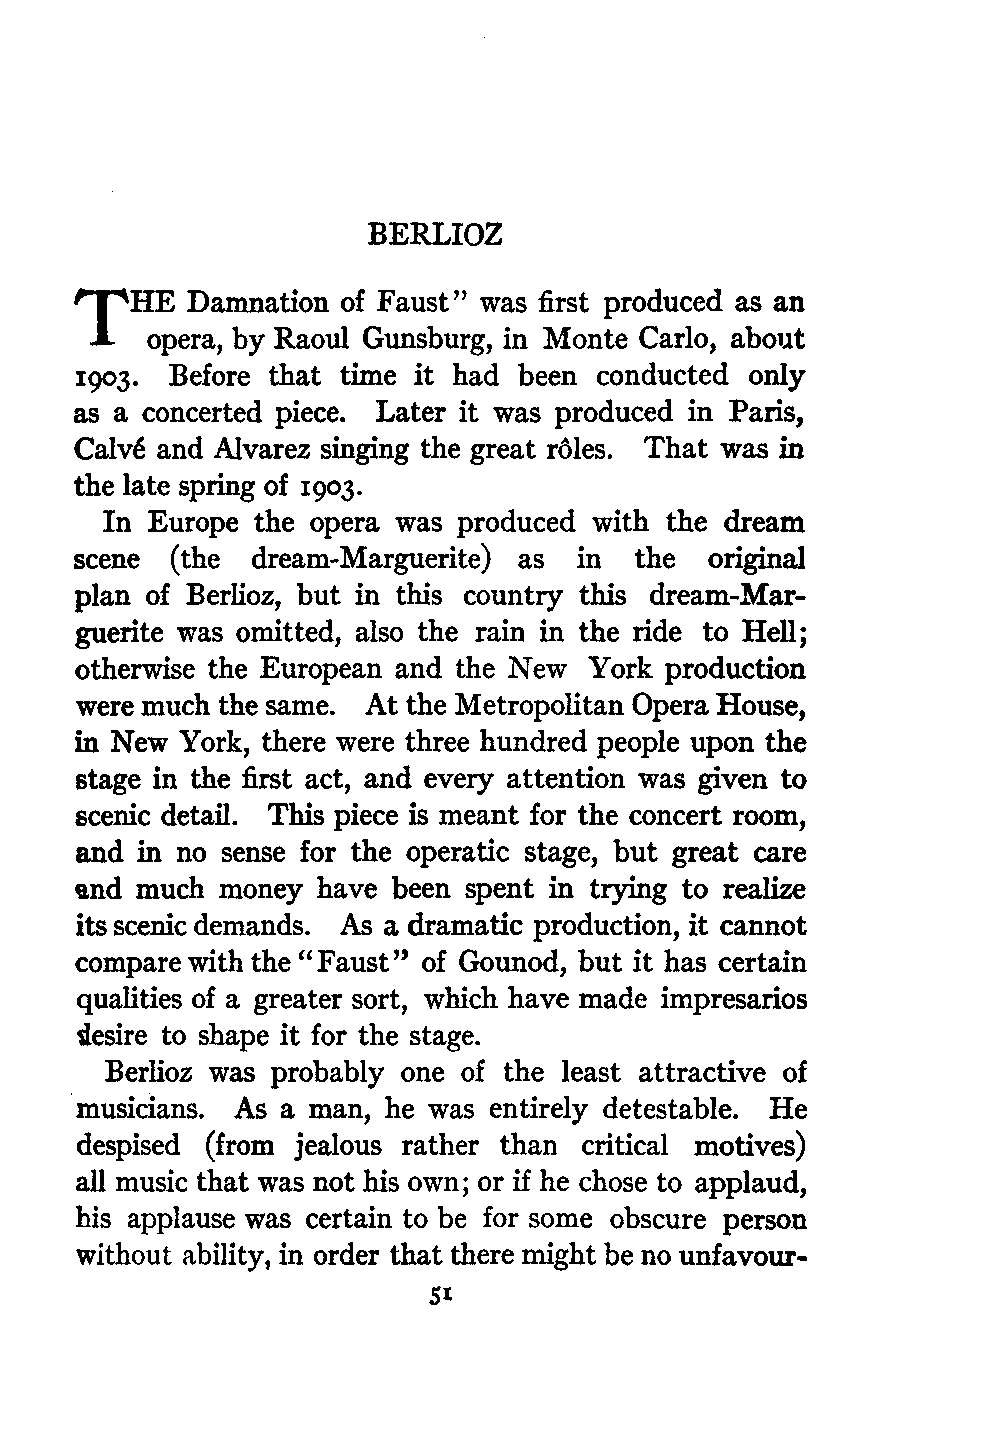 BERLIOZ
THE Damnation of Faust” was first produced as an
opera, by Raoul Gunsburg, in Monte Carlo, about
1903. Before that time it had been conducted only
as a concerted piece. Later it was produced in Paris,
Calvé and Alvarez singing the great rôles. That was in
the late spring of 1903.
In Europe the opera was produced with the dream
scene (the dream-Marguerite) as in the original
plan of Berlioz, but in this country this dream-Mar-
guerite was omitted, also the rain in the ride to Hell;
otherwise the European and the New York production
were much the same. At the Metropolitan Opera House,
in New York, there were three hundred people upon the
stage in the first act, and every attention was given to
scenic detail. This piece is meant for the concert room,
and in no sense for the operatic stage, but great care
and much money have been spent in trying to realize
its scenic demands. As a dramatic production, it cannot
compare with the “Faust” of Gounod, but it has certain
qualities of a greater sort, which have made impresarios
desire to shape it for the stage.
Berlioz was probably one of the least attractive of
musicians. As a man, he was entirely detestable. He
despised (from jealous rather than critical motives)
all music that was not his own; or if he chose to applaud,
his applause was certain to be for some obscure person
without ability, in order that there might be no unfavour-
51